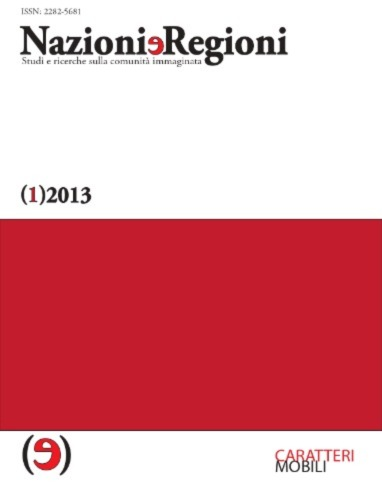 ISSN: 2282-5681
NazionieRegioni
Studi e ricerche sulla comunità immaginata
(1)2013
(e)
CARATTERI
MOBILI